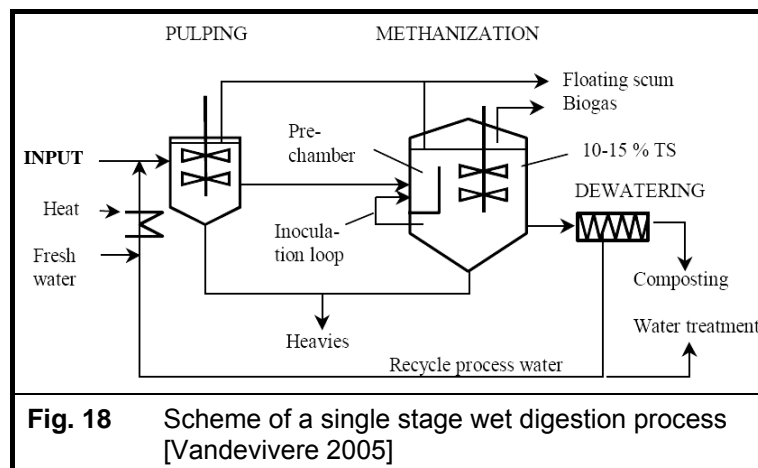 PULPING
METHANIZATION
Floating scum
Biogas
Pre-
chamber
10-15 % TS
INPUT
DEWATERING
Heat
Inocula-
tion loop
Fresh
water
Composting
Heavies
Water treatment
Recycle process water
Fig. 18 Scheme of a single stage wet digestion process
[Vandevivere 2005]